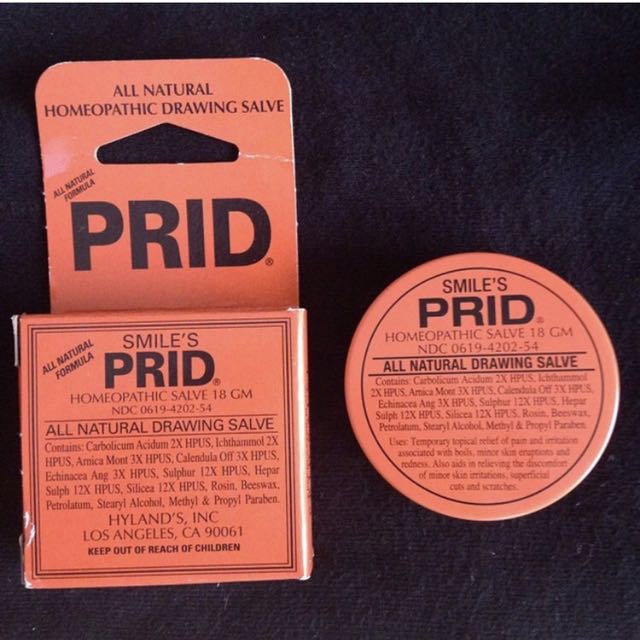 ALL NATURAL
HOMEOPATHIC DRAWING SALVE
ALL NATURAL
FORMULA
PRID®
SMILE'S
ALL NATURAL
FORMULA
PRID®
HOMEOPATHIC SALVE 18 GM
NDC 0619-4202-54
ALL NATURAL DRAWING SALVE
Contains: Carbolicum Acidum 2X HPUS, Ichthammol 2X
HPUS, Arnica Mont 3X HPUS, Calendula Off 3X HPUS,
Echinacea Ang 3X HPUS, Sulphur 12X HPUS, Hepar
Sulph 12X HPUS, Silicea 12X HPUS, Rosin, Beeswax,
Petrolatum, Stearyl Alcohol, Methyl & Propyl Paraben.
HYLAND'S, INC
LOS ANGELES, CA 90061
KEEP OUT OF REACH OF CHILDREN
SMILE'S
PRID®
HOMEOPATHIC SALVE 18 GM
NDC 0619-4202-54
ALL NATURAL DRAWING SALVE
Contains: Carbolicum Acidum 2X HPUS, Ichthammol
2X HPUS, Arnica Mont 3X HPUS, Calendula Off 3X HPUS,
Echinacea Ang 3X HPUS, Sulphur 12X HPUS, Hepar
Sulph 12X HPUS, Silicea 12X HPUS, Rosin, Beeswax,
Petrolatum, Stearyl Alcohol, Methyl & Propyl Paraben.
Uses: Temporary topical relief of pain and irritation
associated with boils, minor skin eruptions and
redness. Also aids in relieving the discomfort
of minor skin irritations, superficial
cuts and scratches.